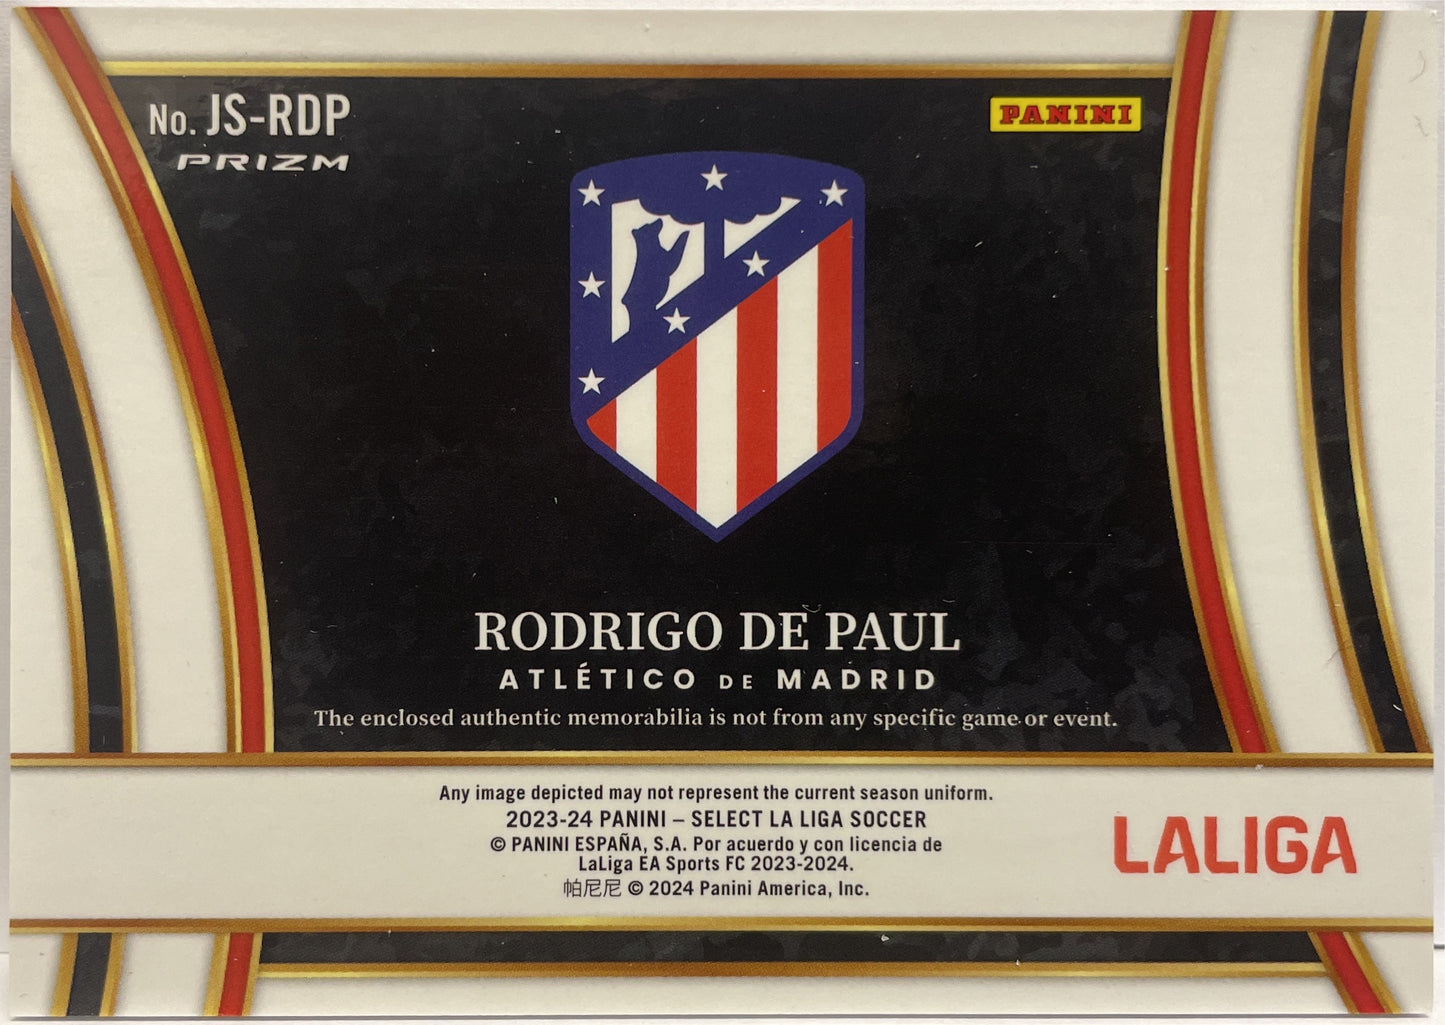 No. JS-RDP
PRIZM
PANINI
RODRIGO DE PAUL
ATLÉTICO DE MADRID
The enclosed authentic memorabilia is not from any specific game or event.
Any image depicted may not represent the current season uniform.
2023-24 PANINI – SELECT LA LIGA SOCCER
© PANINI ESPAÑA, S.A. Por acuerdo y con licencia de
LaLiga EA Sports FC 2023-2024.
帕尼尼 © 2024 Panini America, Inc.
LALIGA